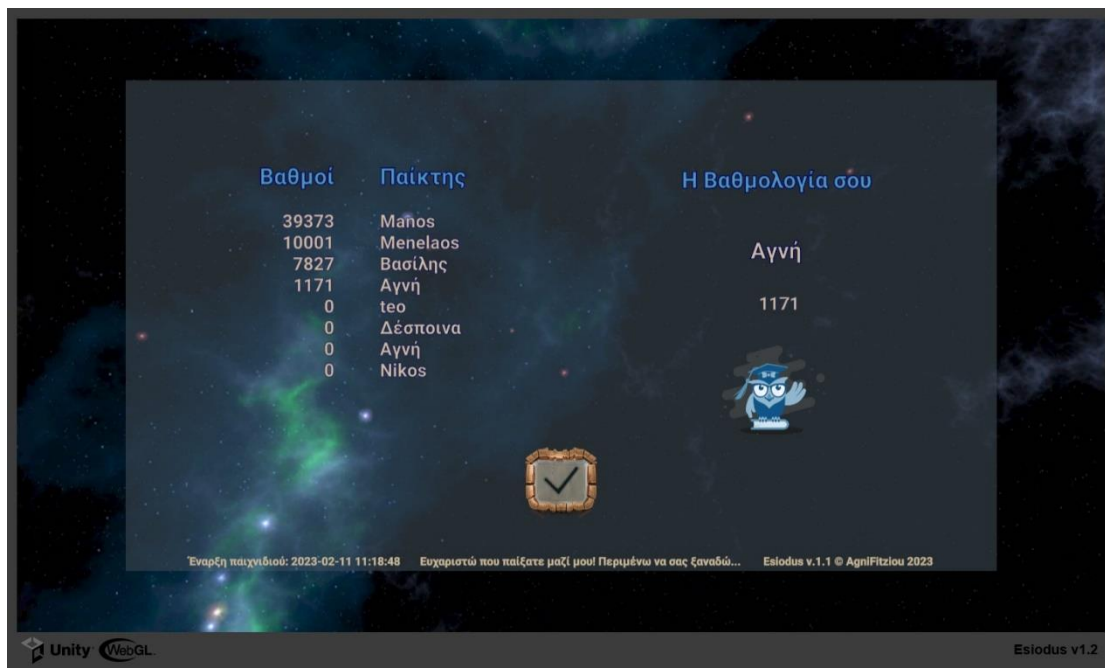 Βαθμοί Παίκτης
39373 Manos
10001 Menelaos
7827 Βασίλης
1171 Αγνή
0 teo
0 Δέσποινα
0 Αγνή
0 Nikos
Η Βαθμολογία σου
Αγνή
1171
Έναρξη παιχνιδιού: 2023-02-11 11:18:48 Ευχαριστώ που παίξατε μαζί μου! Περιμένω να σας ξαναδώ... Esiodus v.1.1 © AgniFitziou 2023
Unity WebGL. Esiodus v1.2